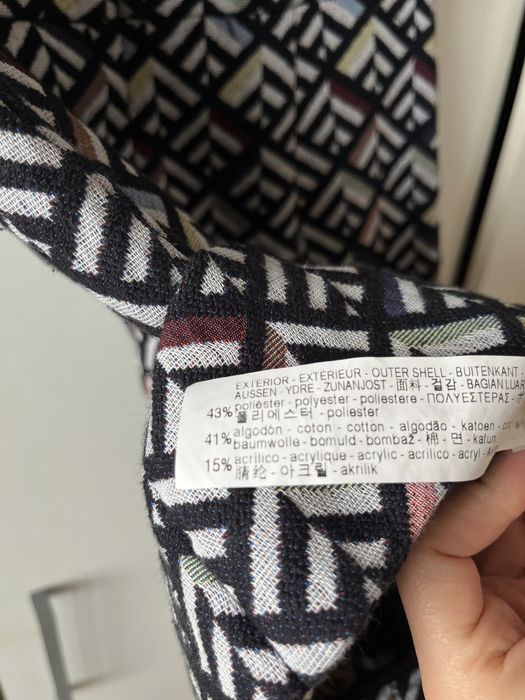 EXTERIOR - EXTÉRIEUR - OUTER SHELL - BUITENKANT -
AUSSEN - YDRE - ZUNANJOST - 面料 - 겉감 - BAGIAN LUAR
43% poliéster - polyester - poliestere - ΠΟΛΥΕΣΤΕΡΑΣ -
폴리에스터 - poliester
41% algodón - coton - cotton - algodão - katoen -
baumwolle - bomuld - bombaž - 棉 - 면 - katun
15% acrílico - acrylique - acrylic - acrilico - acryl -
腈纶 - 아크릴 - akrilik